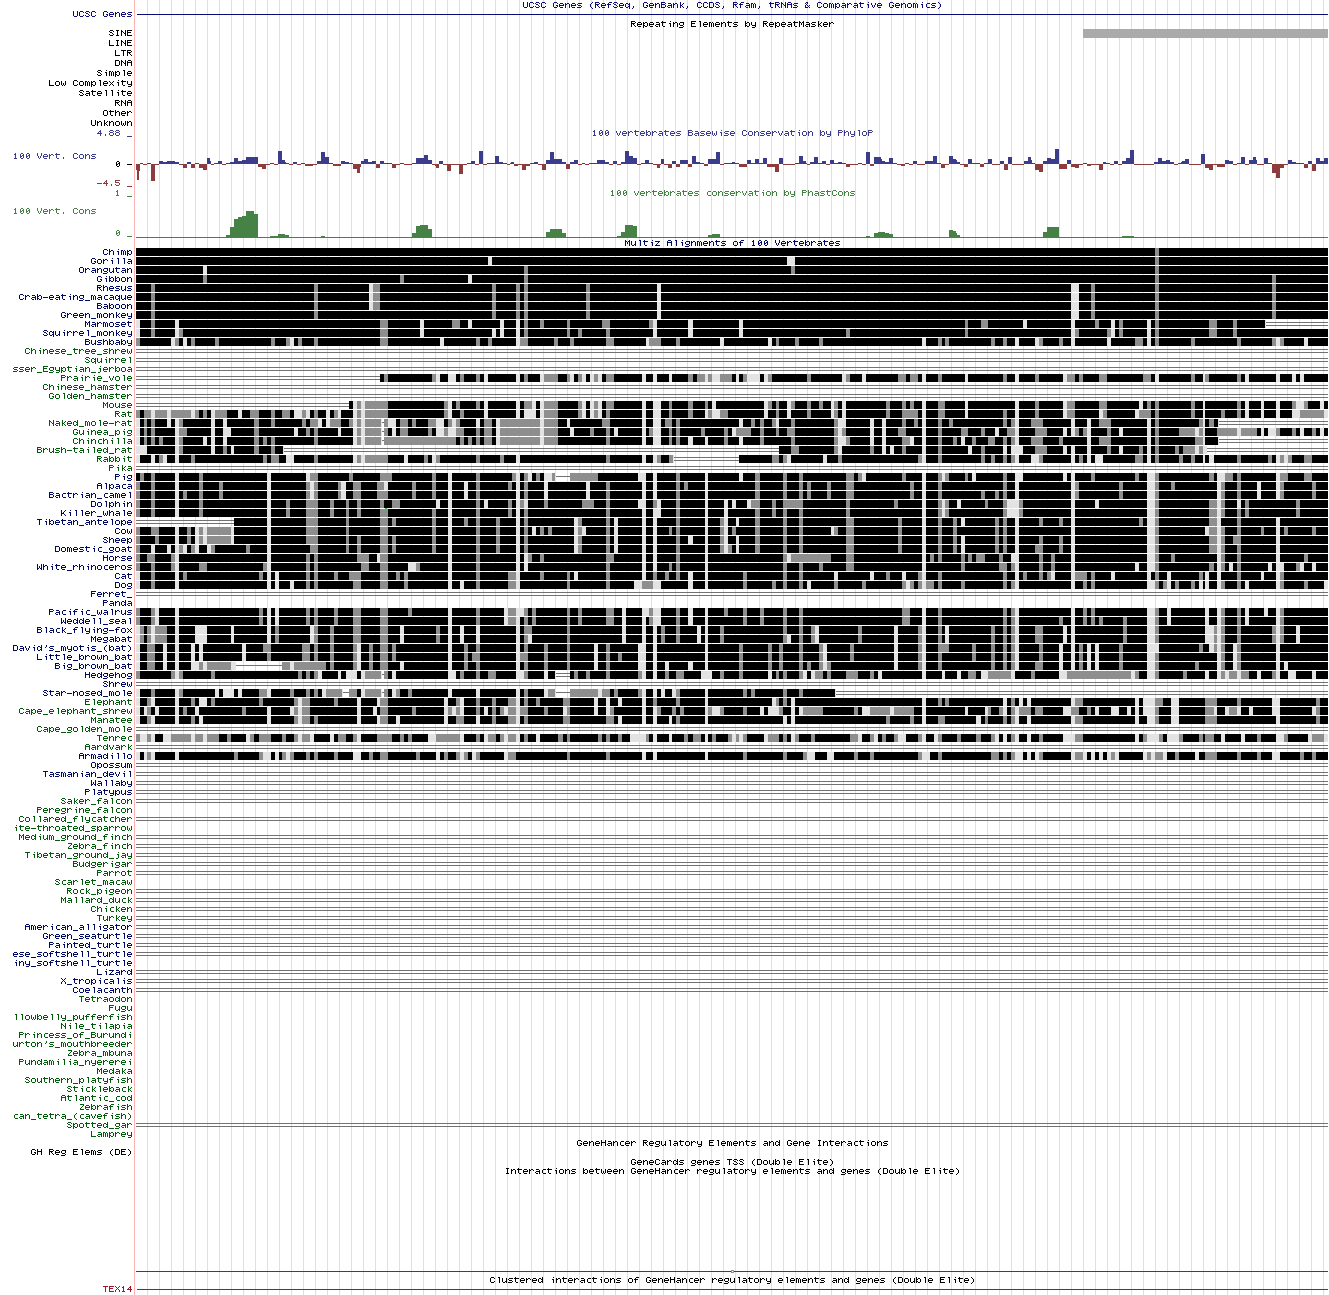 UCSC Genes (RefSeq, GenBank, CCDS, Rfam, tRNAs & Comparative Genomics)
UCSC Genes
Repeating Elements by RepeatMasker
SINE
LINE
LTR
DNA
Simple
Low Complexity
Satellite
RNA
Other
Unknown
4.88 _
100 vertebrates Basewise Conservation by PhyloP
100 Vert. Cons
0 _
-4.5 _
1 _
100 vertebrates conservation by PhastCons
100 Vert. Cons
0 _
Multiz Alignments of 100 Vertebrates
Chimp
Gorilla
Orangutan
Gibbon
Rhesus
Crab-eating_macaque
Baboon
Green_monkey
Marmoset
Squirrel_monkey
Bushbaby
Chinese_tree_shrew
Squirrel
sser_Egyptian_jerboa
Prairie_vole
Chinese_hamster
Golden_hamster
Mouse
Rat
Naked_mole-rat
Guinea_pig
Chinchilla
Brush-tailed_rat
Rabbit
Pika
Pig
Alpaca
Bactrian_camel
Dolphin
Killer_whale
Tibetan_antelope
Cow
Sheep
Domestic_goat
Horse
White_rhinoceros
Cat
Dog
Ferret_
Panda
Pacific_walrus
Weddell_seal
Black_flying-fox
Megabat
David's_myotis_(bat)
Little_brown_bat
Big_brown_bat
Hedgehog
Shrew
Star-nosed_mole
Elephant
Cape_elephant_shrew
Manatee
Cape_golden_mole
Tenrec
Aardvark
Armadillo
Opossum
Tasmanian_devil
Wallaby
Platypus
Saker_falcon
Peregrine_falcon
Collared_flycatcher
ite-throated_sparrow
Medium_ground_finch
Zebra_finch
Tibetan_ground_jay
Budgerigar
Parrot
Scarlet_macaw
Rock_pigeon
Mallard_duck
Chicken
Turkey
American_alligator
Green_seaturtle
Painted_turtle
ese_softshell_turtle
iny_softshell_turtle
Lizard
X_tropicalis
Coelacanth
Tetraodon
Fugu
llowbelly_pufferfish
Nile_tilapia
Princess_of_Burundi
urton's_mouthbreeder
Zebra_mbuna
Pundamilia_nyererei
Medaka
Southern_platyfish
Stickleback
Atlantic_cod
Zebrafish
can_tetra_(cavefish)
Spotted_gar
Lamprey
GeneHancer Regulatory Elements and Gene Interactions
GH Reg Elems (DE)
GeneCards genes TSS (Double Elite)
Interactions between GeneHancer regulatory elements and genes (Double Elite)
Clustered interactions of GeneHancer regulatory elements and genes (Double Elite)
TEX14